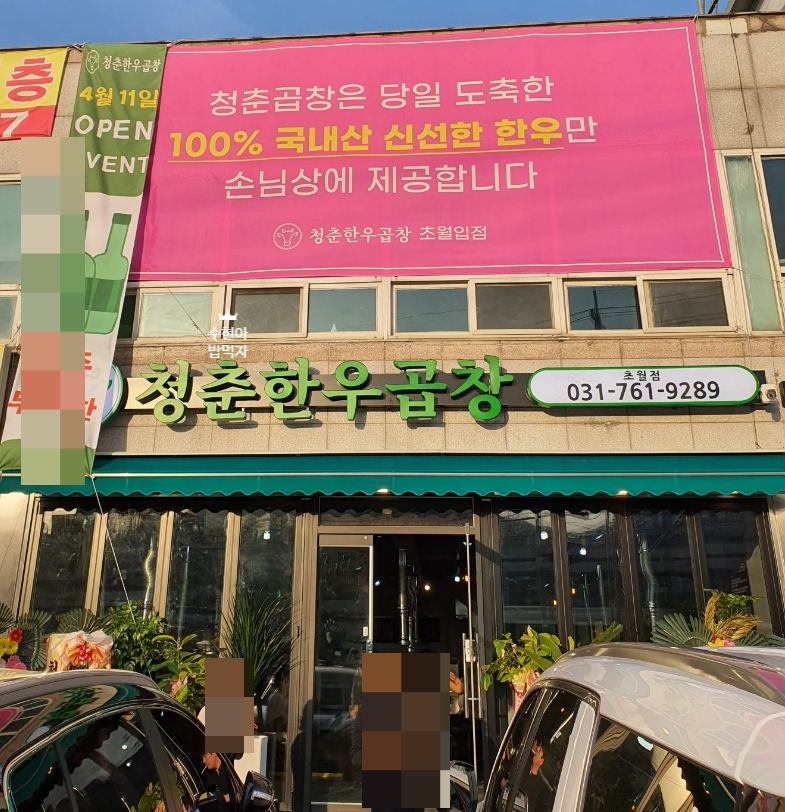 층
7
청춘한우곱창
4월 11일
OPEN
VENT
청춘곱창은 당일 도축한
100% 국내산 신선한 한우만
손님상에 제공합니다
청춘한우곱창 초월입점
수현아
밥먹자
청춘한우곱창
초월점
031-761-9289